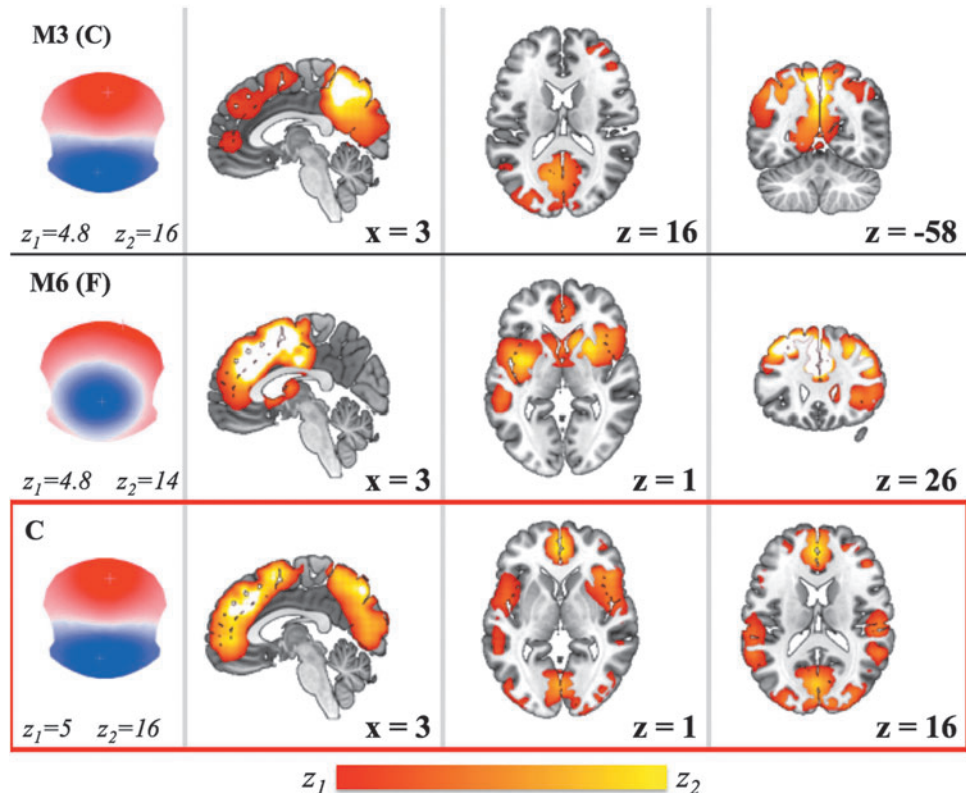 M3 (C)
z1=4.8 z2=16
x = 3
z = 16
z = -58
M6 (F)
z1=4.8 z2=14
x = 3
z = 1
z = 26
C
z1=5 z2=16
x = 3
z = 1
z = 16
z1 z2